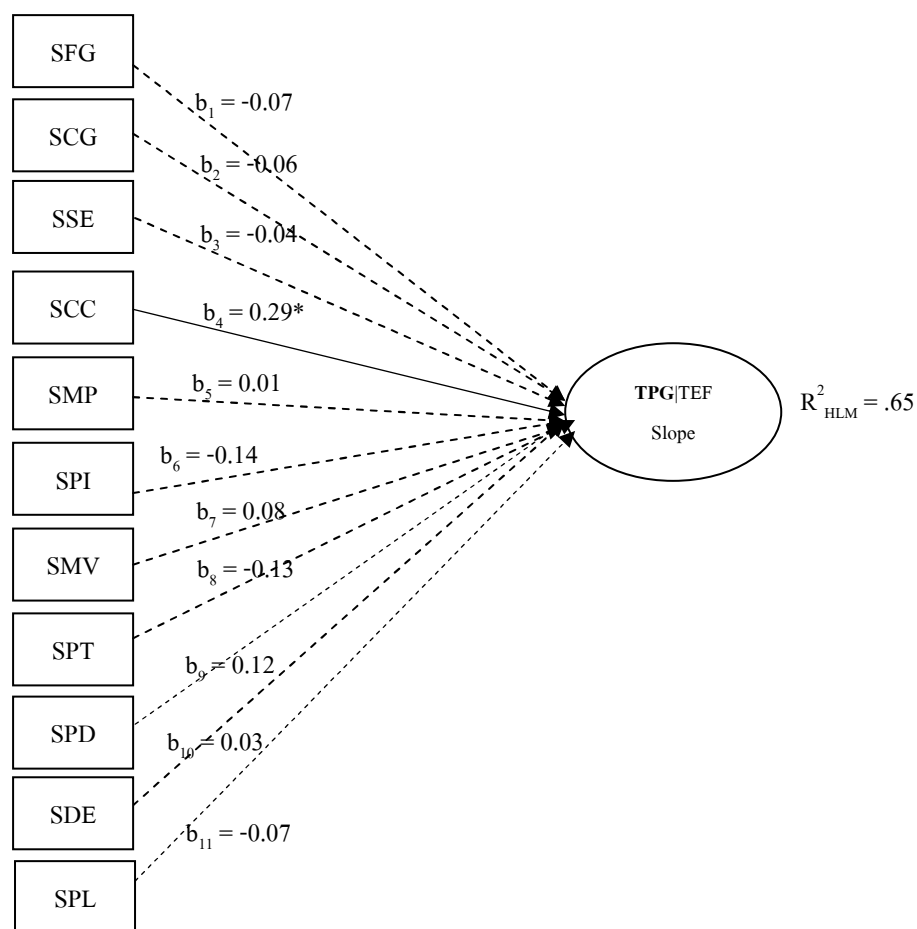 SFG
b₁ = -0.07
SCG
b₂ = -0.06
SSE
b₃ = -0.04
SCC
b₄ = 0.29*
SMP
b₅ = 0.01
TPG|TEF
Slope
R²HLM = .65
SPI
b₆ = -0.14
SMV
b₇ = 0.08
SPT
b₈ = -0.13
SPD
b₉ = 0.12
SDE
b₁₀ = 0.03
SPL
b₁₁ = -0.07